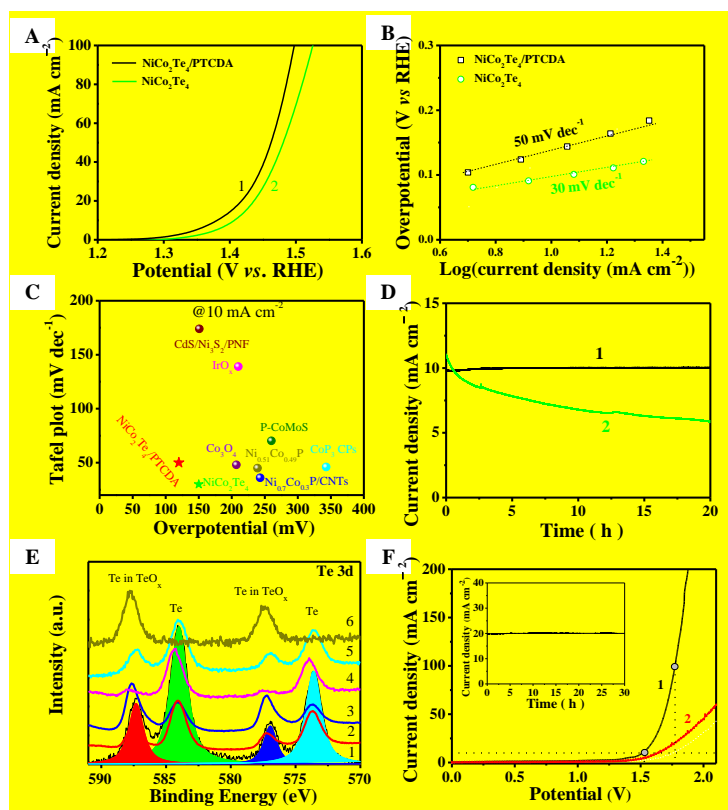 A
Current density (mA cm⁻²)
100
80
60
40
20
0
NiCo₂Te₄/PTCDA
NiCo₂Te₄
1
2
1.2
1.3
1.4
1.5
1.6
Potential (V vs. RHE)
B
Overpotential (V vs RHE)
0.3
0.2
0.1
0.0
NiCo₂Te₄/PTCDA
NiCo₂Te₄
50 mV dec⁻¹
30 mV dec⁻¹
0.6
0.9
1.2
1.5
Log(current density (mA cm⁻²))
C
Tafel plot (mV dec⁻¹)
200
150
100
50
@10 mA cm⁻²
CdS/Ni₃S₂/PNF
IrOₓ
P-CoMoS
NiCo₂Te₄/PTCDA
Co₃O₄
Ni₀.₅₁Co₀.₄₉P
CoP₃ CPs
NiCo₂Te₄
Ni₀.₇Co₀.₃P/CNTs
0
50
100
150
200
250
300
350
400
Overpotential (mV)
D
Current density (mA cm⁻²)
15
10
5
0
1
2
0
5
10
15
20
Time ( h )
E
Intensity (a.u.)
Te 3d
Te in TeOₓ
Te
Te in TeOₓ
Te
6
5
4
3
2
1
590
585
580
575
570
Binding Energy (eV)
F
Current density (mA cm⁻²)
200
150
100
50
0
Current density (mA cm⁻²)
40
30
20
10
0
0
5
10
15
20
25
30
Time ( h )
1
2
0.0
0.3
0.6
0.9
1.2
1.5
1.8
2.1
Potential (V)